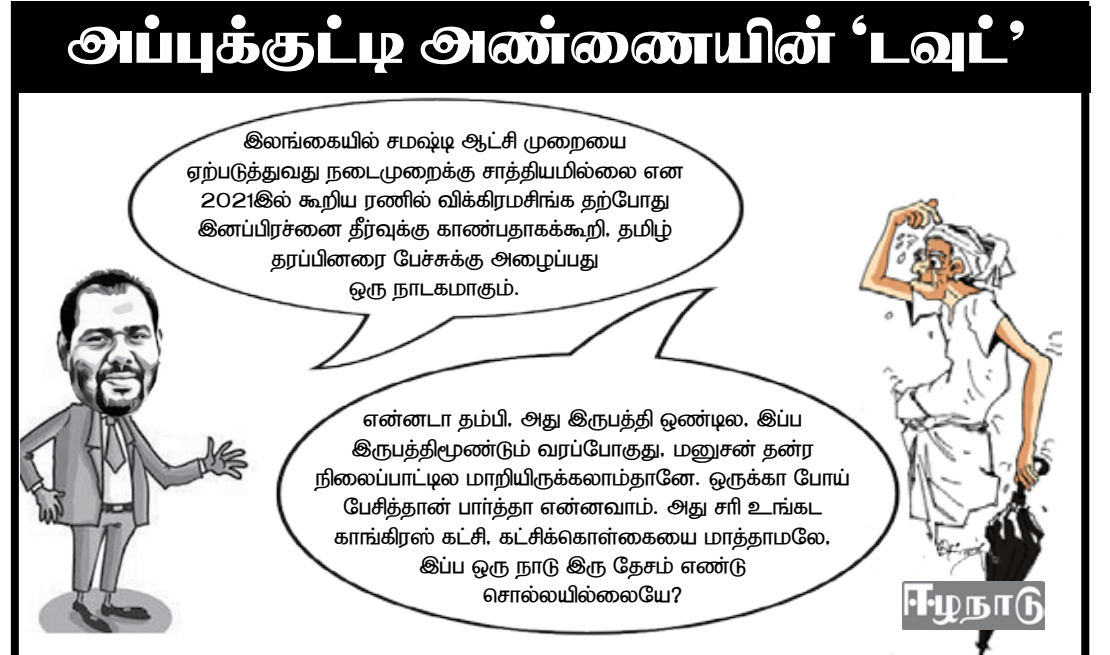 அப்புக்குட்டி அண்ணையின் ‘டவுட்’
இலங்கையில் சமஷ்டி ஆட்சி முறையை
ஏற்படுத்துவது நடைமுறைக்கு சாத்தியமில்லை என
2021இல் கூறிய ரணில் விக்கிரமசிங்க தற்போது
இனப்பிரச்னை தீர்வுக்கு காண்பதாகக்கூறி, தமிழ்
தரப்பினரை பேச்சுக்கு அழைப்பது
ஒரு நாடகமாகும்.
என்னடா தம்பி, அது இருபத்தி ஒண்டில, இப்ப
இருபத்திமூண்டும் வரப்போகுது, மனுசன் தன்ர
நிலைப்பாட்டில மாறியிருக்கலாம்தானே. ஒருக்கா போய்
பேசித்தான் பார்த்தா என்னவாம். அது சரி உங்கட
காங்கிரஸ் கட்சி, கட்சிக்கொள்கையை மாத்தாமலே,
இப்ப ஒரு நாடு இரு தேசம் எண்டு
சொல்லயில்லையே?
ஈழநாடு